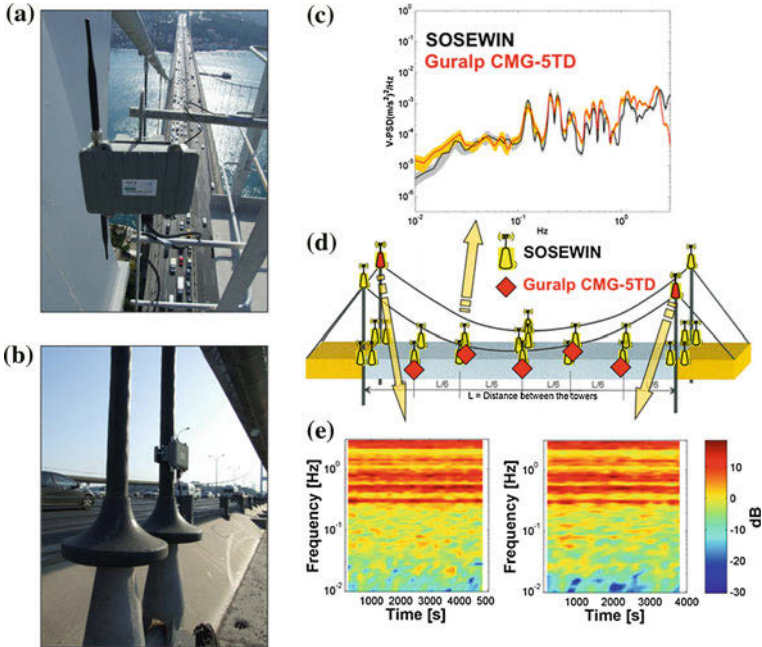 (a)
(b)
(c)
SOSEWIN
Guralp CMG-5TD
V-PSD(m/s²)²/Hz
10⁰
10⁻¹
10⁻²
10⁻³
10⁻⁴
10⁻⁵
10⁻⁶
10⁻²
10⁻¹
10⁰
Hz
(d)
SOSEWIN
Guralp CMG-5TD
L/6
L/6
L/6
L/6
L/6
L = Distance between the towers
(e)
Frequency [Hz]
10⁰
10⁻¹
10⁻²
1000 2000 3000 4000 500
Time [s]
Frequency [Hz]
10⁰
10⁻¹
10⁻²
1000 2000 3000 4000
Time [s]
10
0
-10
-20
-30
dB